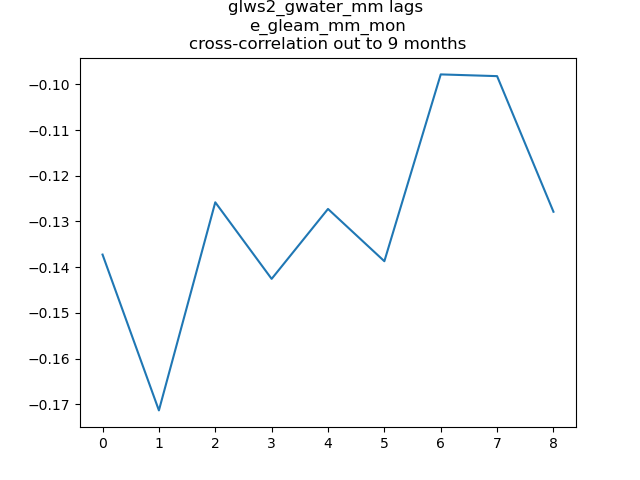 glws2_gwater_mm lags
e_gleam_mm_mon
cross-correlation out to 9 months
−0.10
−0.11
−0.12
−0.13
−0.14
−0.15
−0.16
−0.17
0 1 2 3 4 5 6 7 8